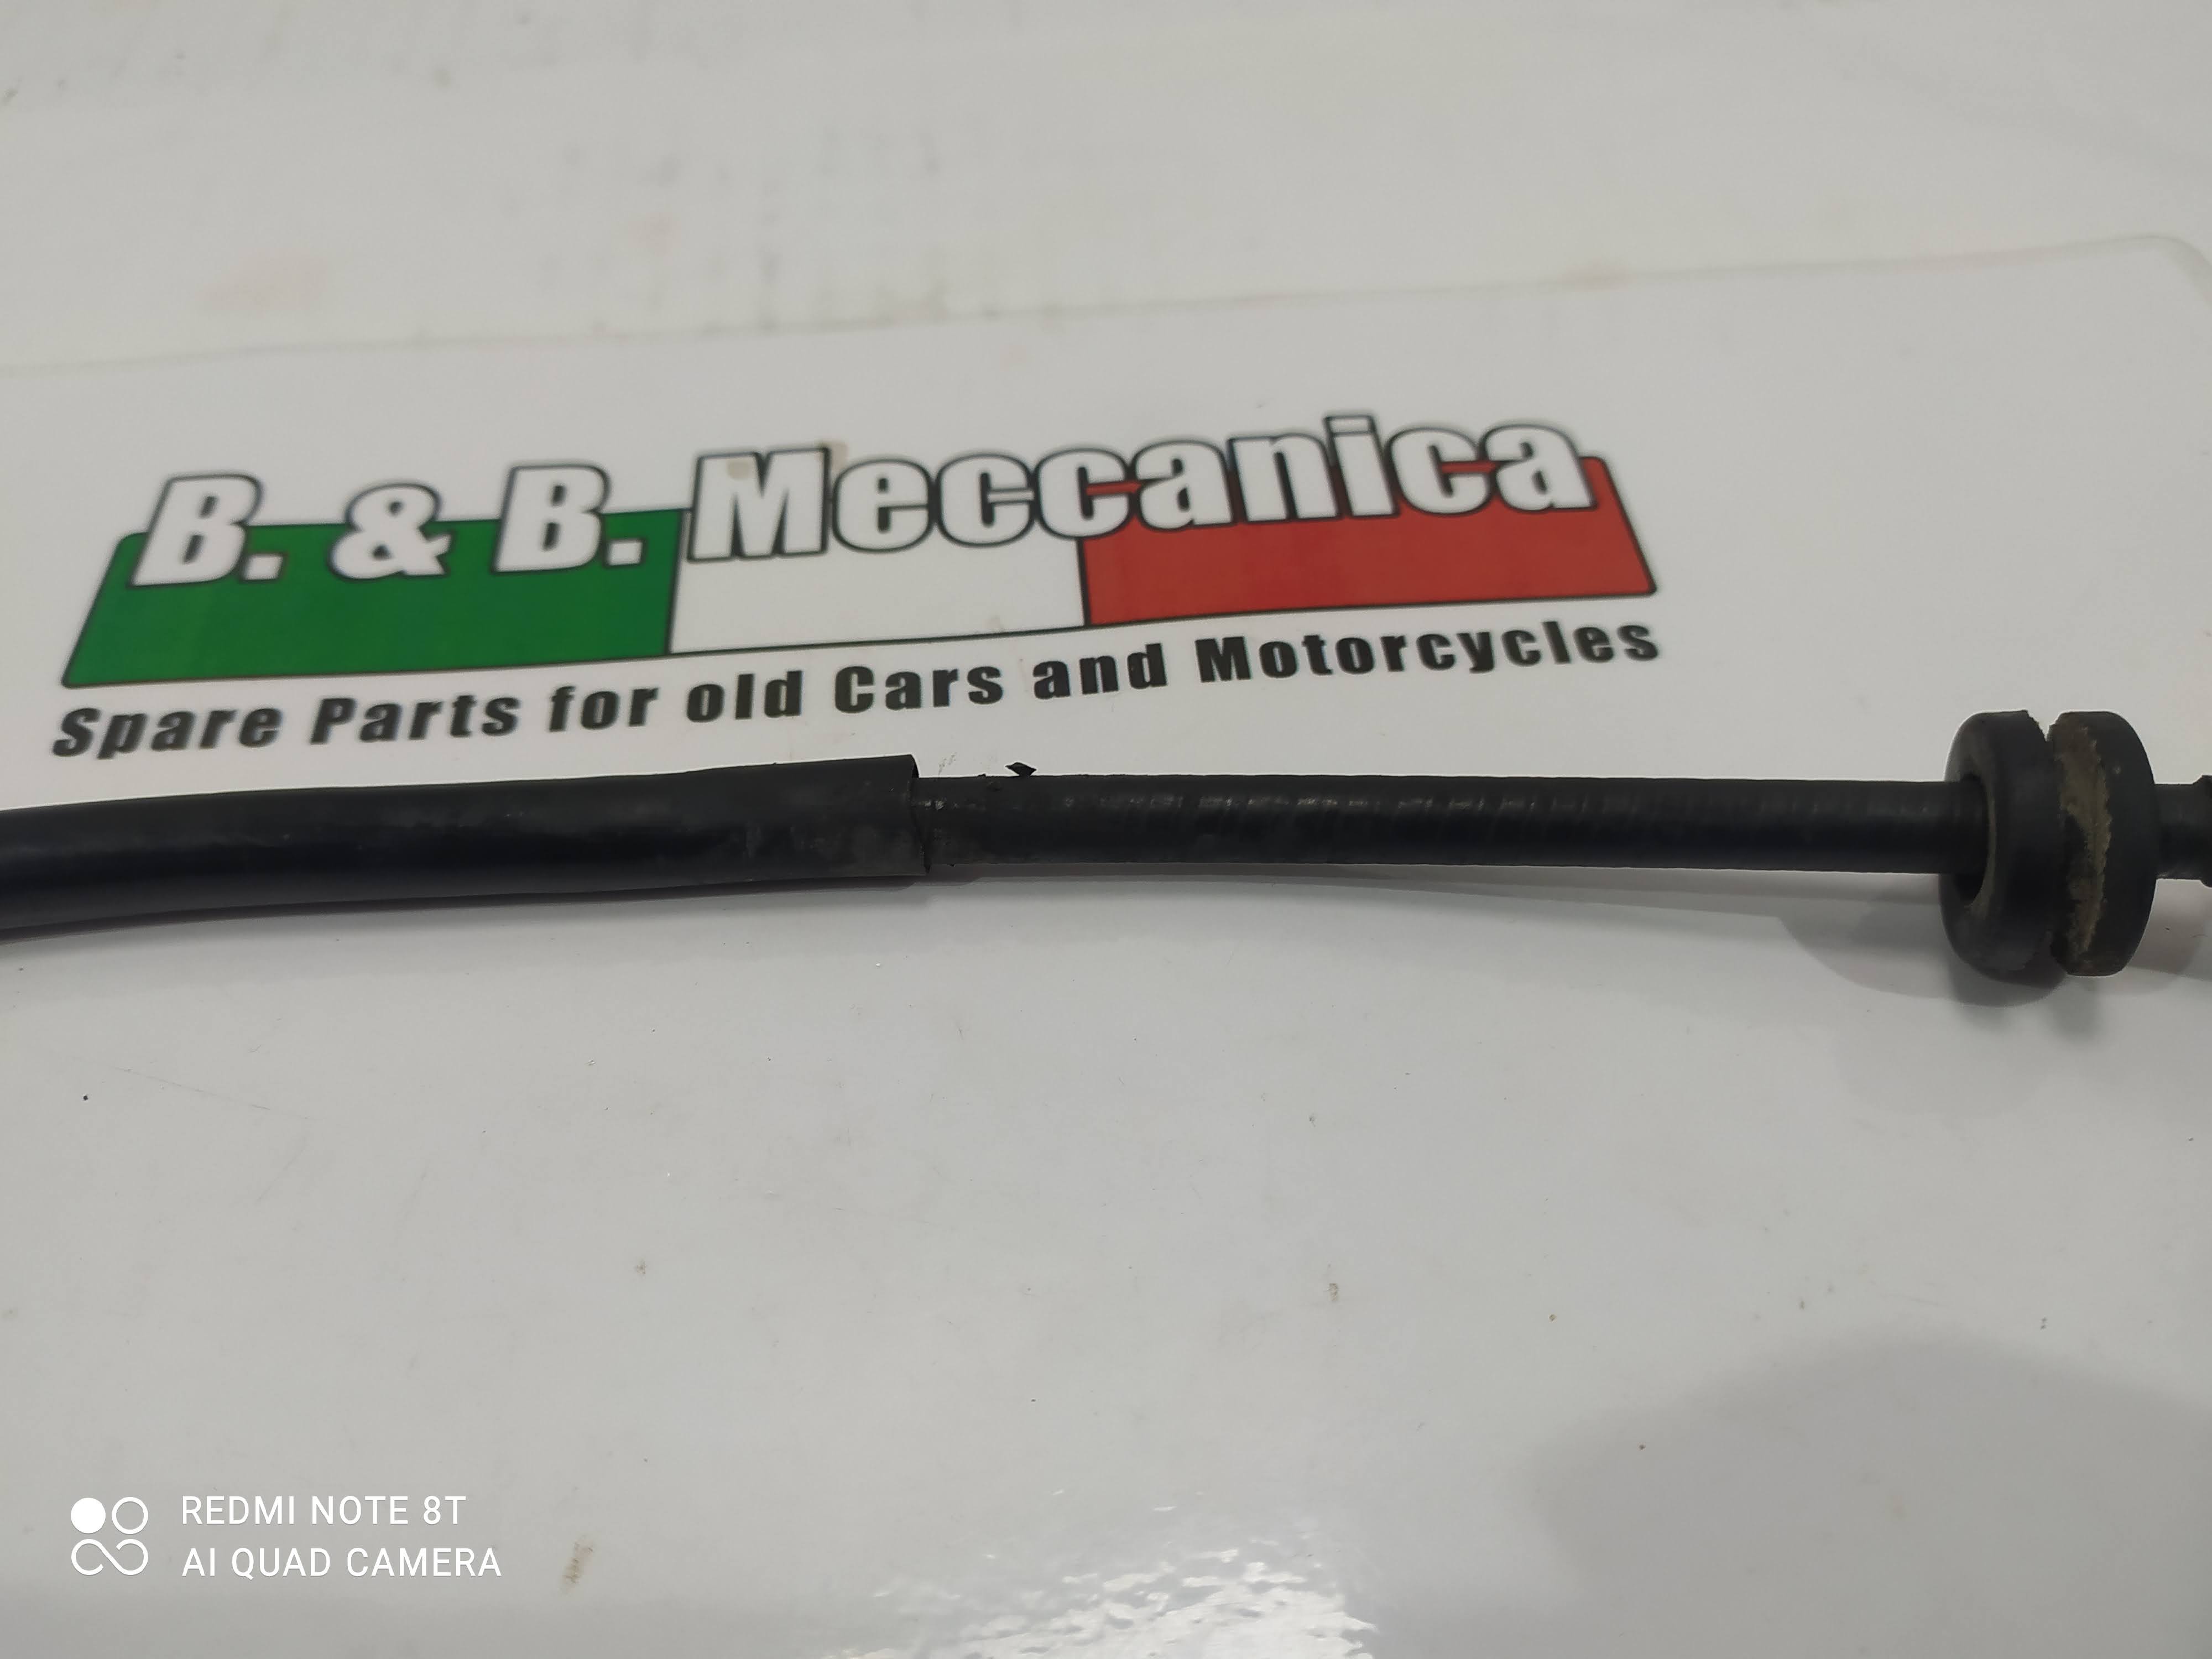 B. & B. Meccanica
Spare Parts for old Cars and Motorcycles
REDMI NOTE 8T
AI QUAD CAMERA